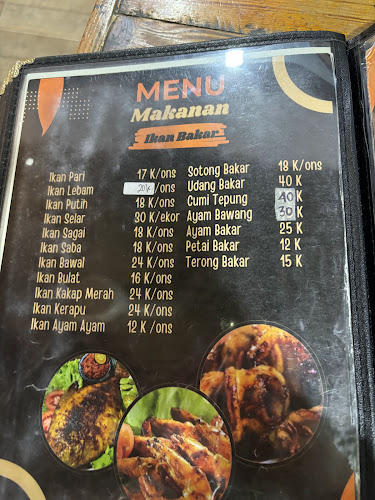 MENU
Makanan
Ikan Bakar
Ikan Pari 17 K/ons
Ikan Lebam 20K/ons
Ikan Putih 18 K/ons
Ikan Selar 30 K/ekor
Ikan Sagai 18 K/ons
Ikan Saba 18 K/ons
Ikan Bawal 24 K/ons
Ikan Bulat 16 K/ons
Ikan Kakap Merah 24 K/ons
Ikan Kerapu 24 K/ons
Ikan Ayam Ayam 12 K /ons
Sotong Bakar 18 K/ons
Udang Bakar 40 K
Cumi Tepung 40 K
Ayam Bawang 30 K
Ayam Bakar 25 K
Petai Bakar 12 K
Terong Bakar 15 K